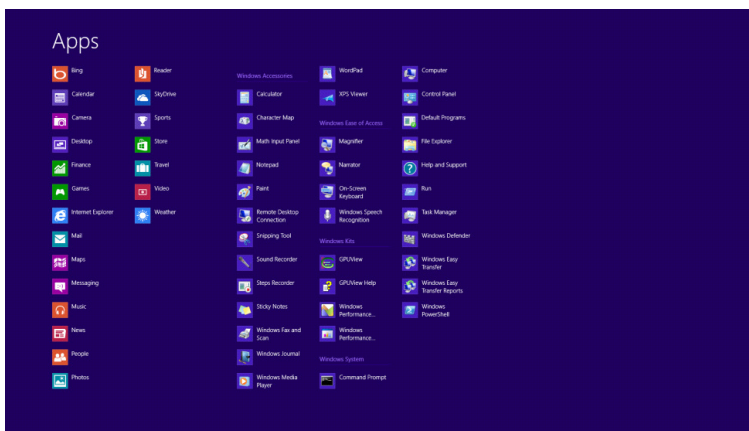 Apps
Bing
Calendar
Camera
Desktop
Finance
Games
Internet Explorer
Mail
Maps
Messaging
Music
News
People
Photos
Reader
SkyDrive
Sports
Store
Travel
Video
Weather
Windows Accessories
Calculator
Character Map
Math Input Panel
Notepad
Paint
Remote Desktop
Connection
Snipping Tool
Sound Recorder
Steps Recorder
Sticky Notes
Windows Fax and
Scan
Windows Journal
Windows Media
Player
WordPad
XPS Viewer
Windows Ease of Access
Magnifier
Narrator
On-Screen
Keyboard
Windows Speech
Recognition
Windows Kits
GPUView
GPUView Help
Windows
Performance...
Windows
Performance...
Windows System
Command Prompt
Computer
Control Panel
Default Programs
File Explorer
Help and Support
Run
Task Manager
Windows Defender
Windows Easy
Transfer
Windows Easy
Transfer Reports
Windows
PowerShell